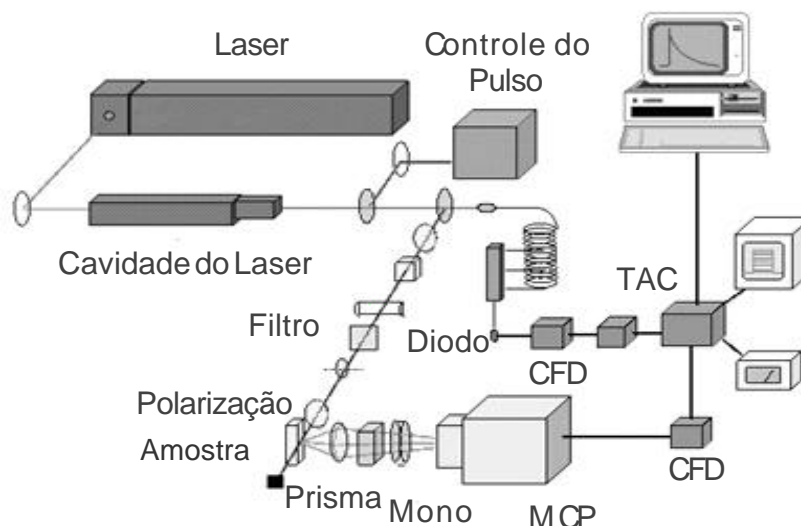 Laser
Controle do
Pulso
Cavidade do Laser
TAC
Filtro
Diodo
CFD
Polarização
Amostra
Prisma
Mono
MCP
CFD